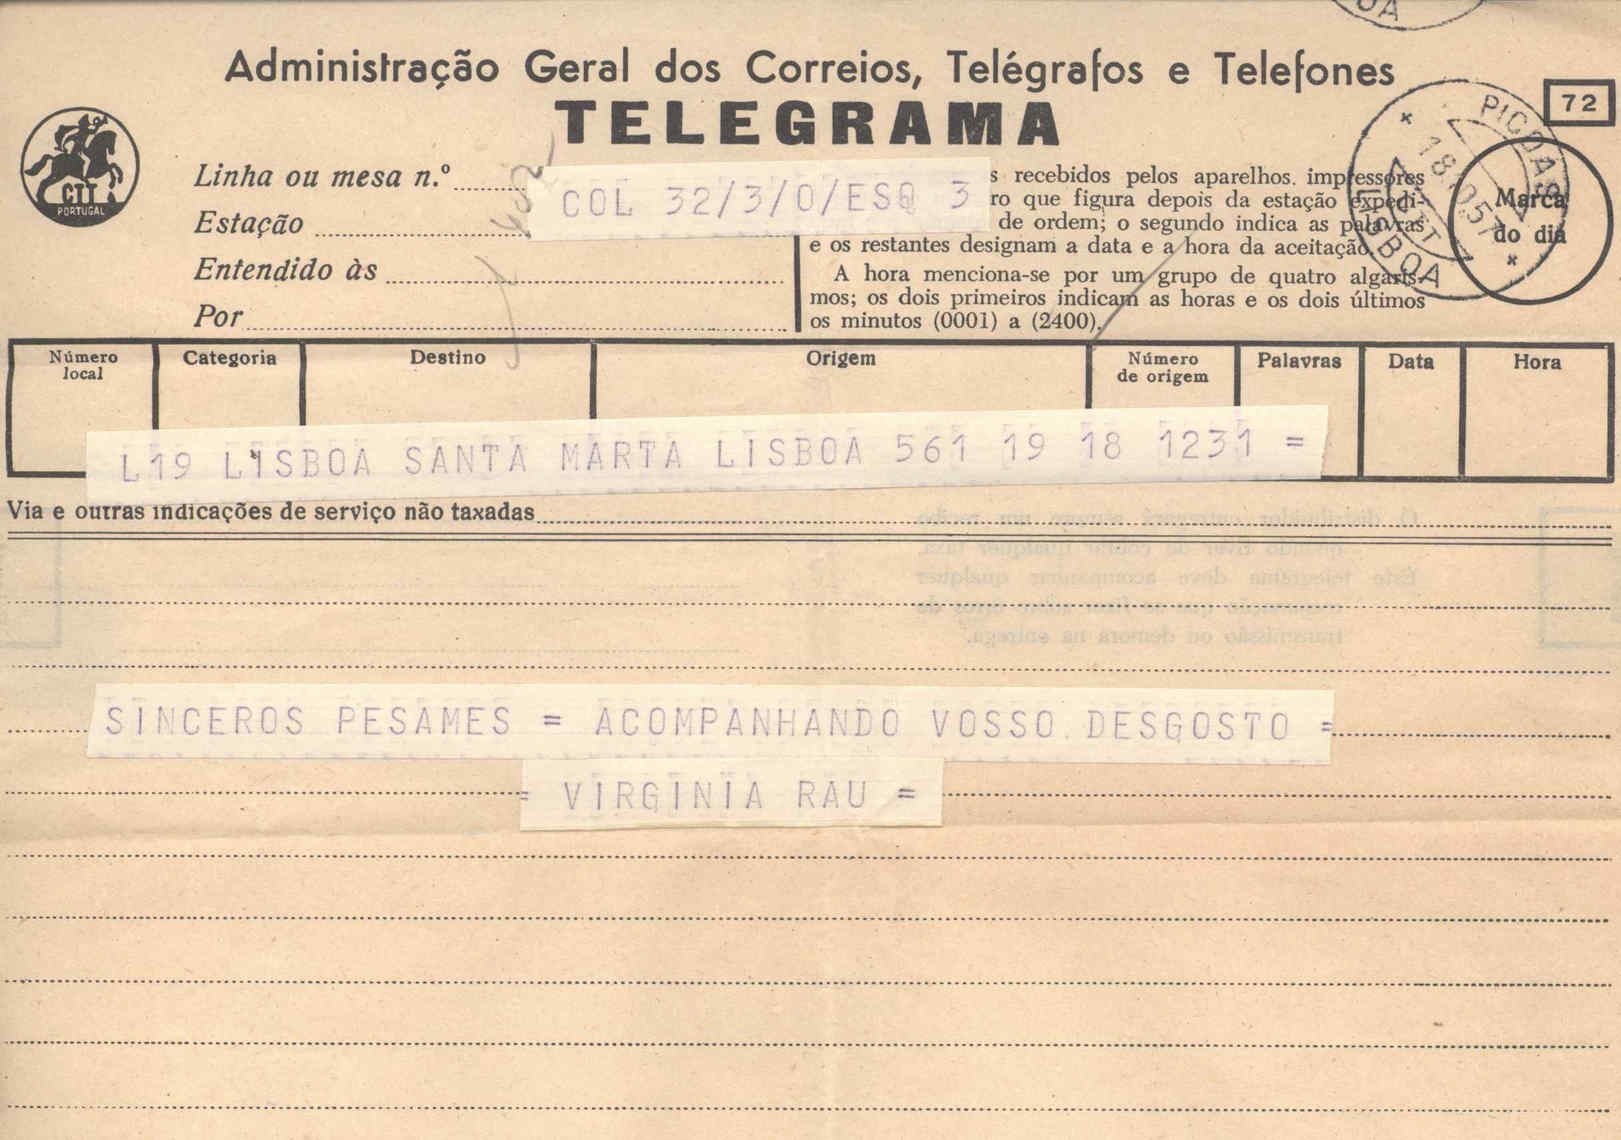 OA
Administração Geral dos Correios, Telégrafos e Telefones
TELEGRAMA
72
CTT
PORTUGAL
Linha ou mesa n.º
Estação
Entendido às
Por
COL 32/3/0/ESQ 3
s recebidos pelos aparelhos. impressores
ro que figura depois da estação expedi-
de ordem; o segundo indica as palavras
e os restantes designam a data e a hora da aceitação.
A hora menciona-se por um grupo de quatro algaris-
mos; os dois primeiros indicam as horas e os dois últimos
os minutos (0001) a (2400).
PICOAS
CTT
LISBOA
Marca
do dia
Número
local
Categoria
Destino
Origem
Número
de origem
Palavras
Data
Hora
L19 LISBOA SANTA MARTA LISBOA 561 19 18 1231 =
Via e outras indicações de serviço não taxadas
SINCEROS PESAMES = ACOMPANHANDO VOSSO DESGOSTO =
= VIRGINIA RAU =